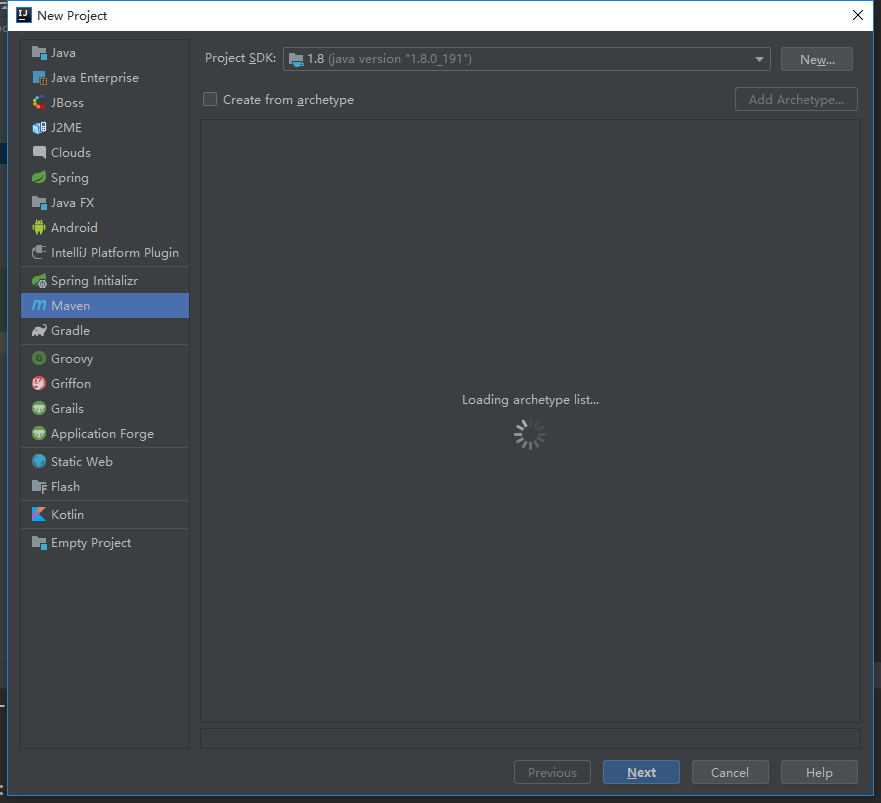 New Project
Java
Java Enterprise
JBoss
J2ME
Clouds
Spring
Java FX
Android
IntelliJ Platform Plugin
Spring Initializr
Maven
Gradle
Groovy
Griffon
Grails
Application Forge
Static Web
Flash
Kotlin
Empty Project
Project SDK: 1.8 (java version "1.8.0_191") New...
Create from archetype Add Archetype...
Loading archetype list...
Previous Next Cancel Help